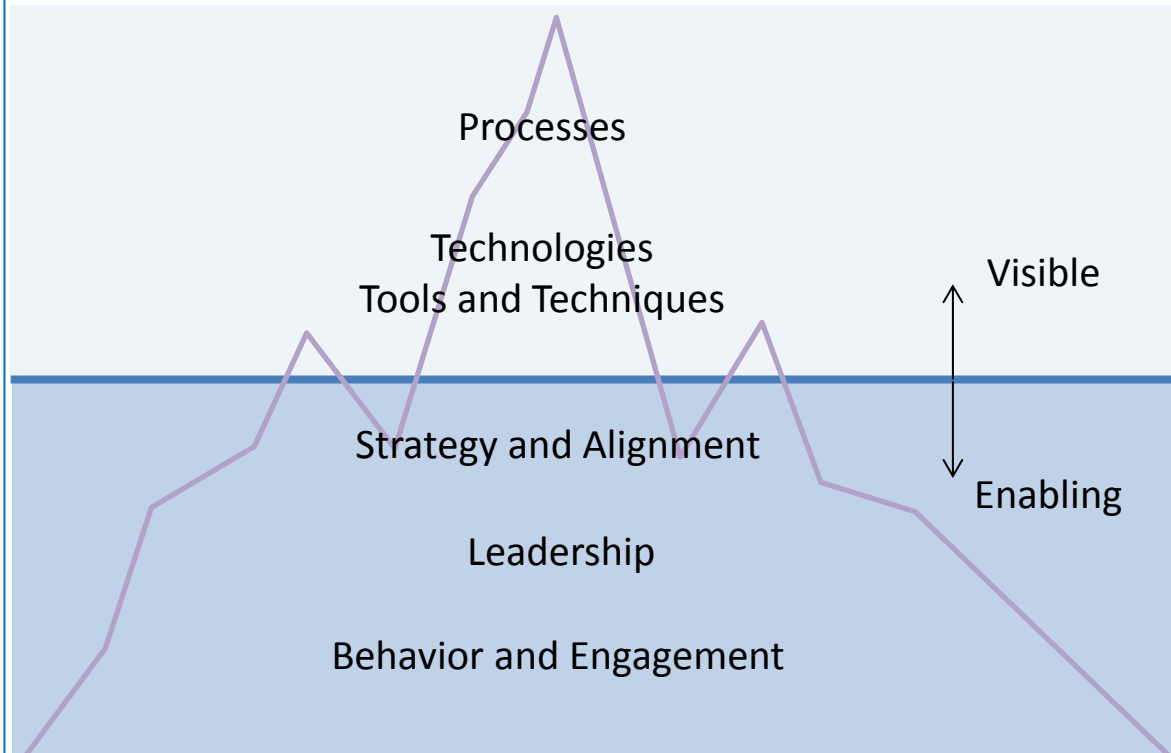 Processes
Technologies
Tools and Techniques
Visible
Strategy and Alignment
Enabling
Leadership
Behavior and Engagement